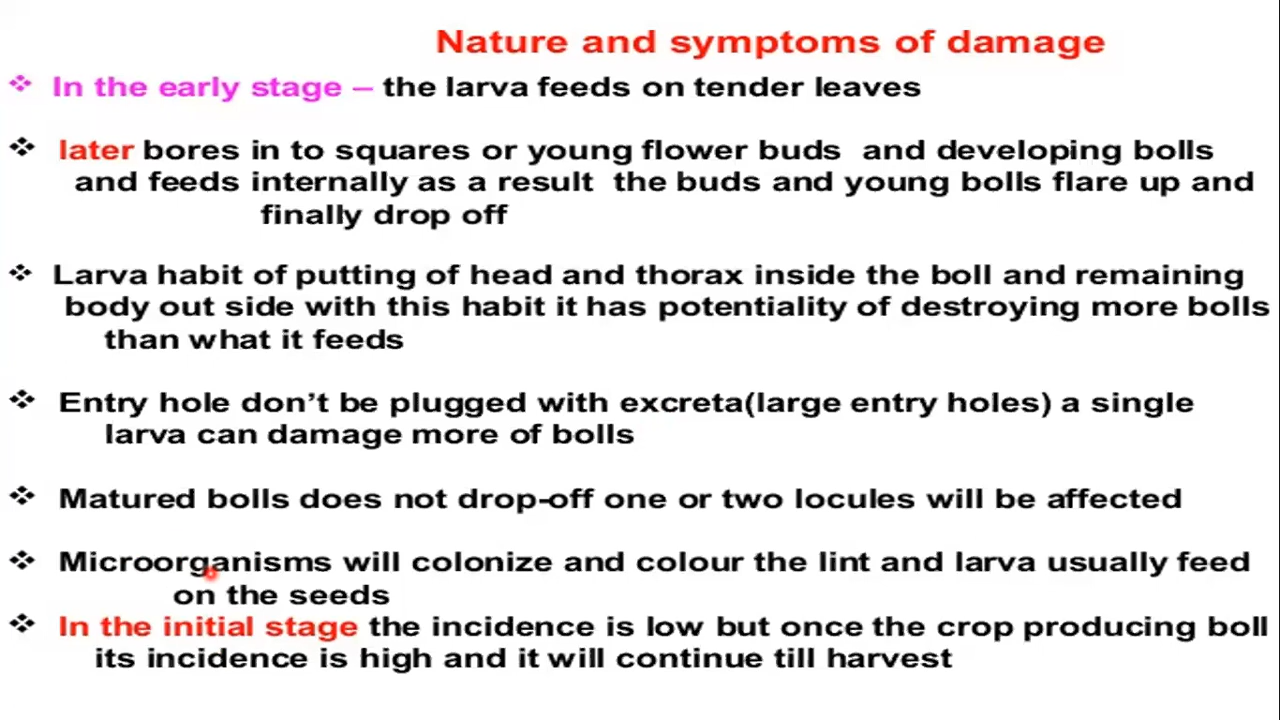 Nature and symptoms of damage
In the early stage – the larva feeds on tender leaves
later bores in to squares or young flower buds and developing bolls
and feeds internally as a result the buds and young bolls flare up and
finally drop off
Larva habit of putting of head and thorax inside the boll and remaining
body out side with this habit it has potentiality of destroying more bolls
than what it feeds
Entry hole don't be plugged with excreta(large entry holes) a single
larva can damage more of bolls
Matured bolls does not drop-off one or two locules will be affected
Microorganisms will colonize and colour the lint and larva usually feed
on the seeds
In the initial stage the incidence is low but once the crop producing boll
its incidence is high and it will continue till harvest